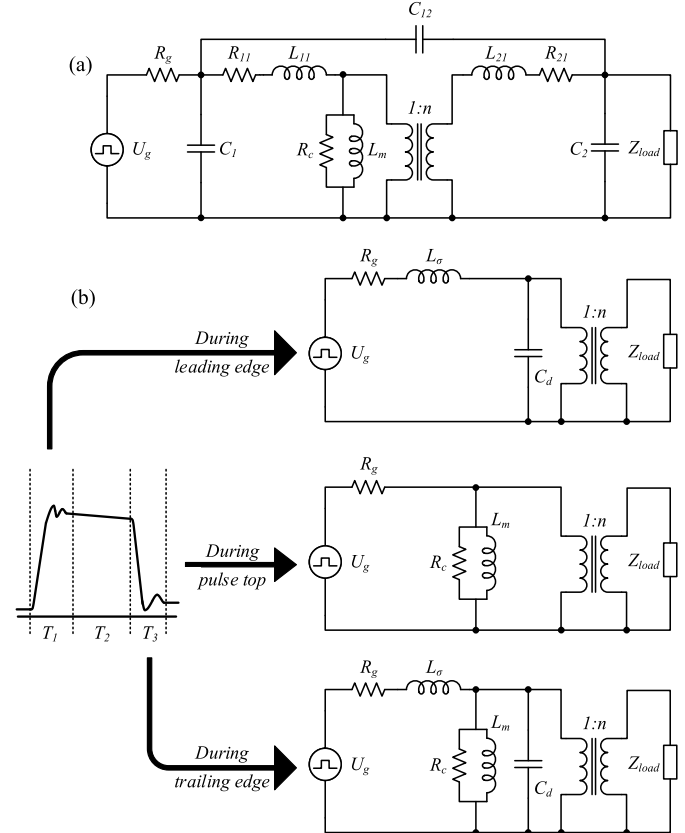 C12
(a)
Rg R11 L11 L21 R21
1:n
Ug C1 Rc Lm C2 Zload
(b)
Rg Lσ
1:n
During
leading edge
Ug Cd Zload
Rg
Lm 1:n
During
pulse top
Ug Rc Zload
T1 T2 T3
Rg Lσ
Lm 1:n
During
trailing edge
Ug Rc Cd Zload